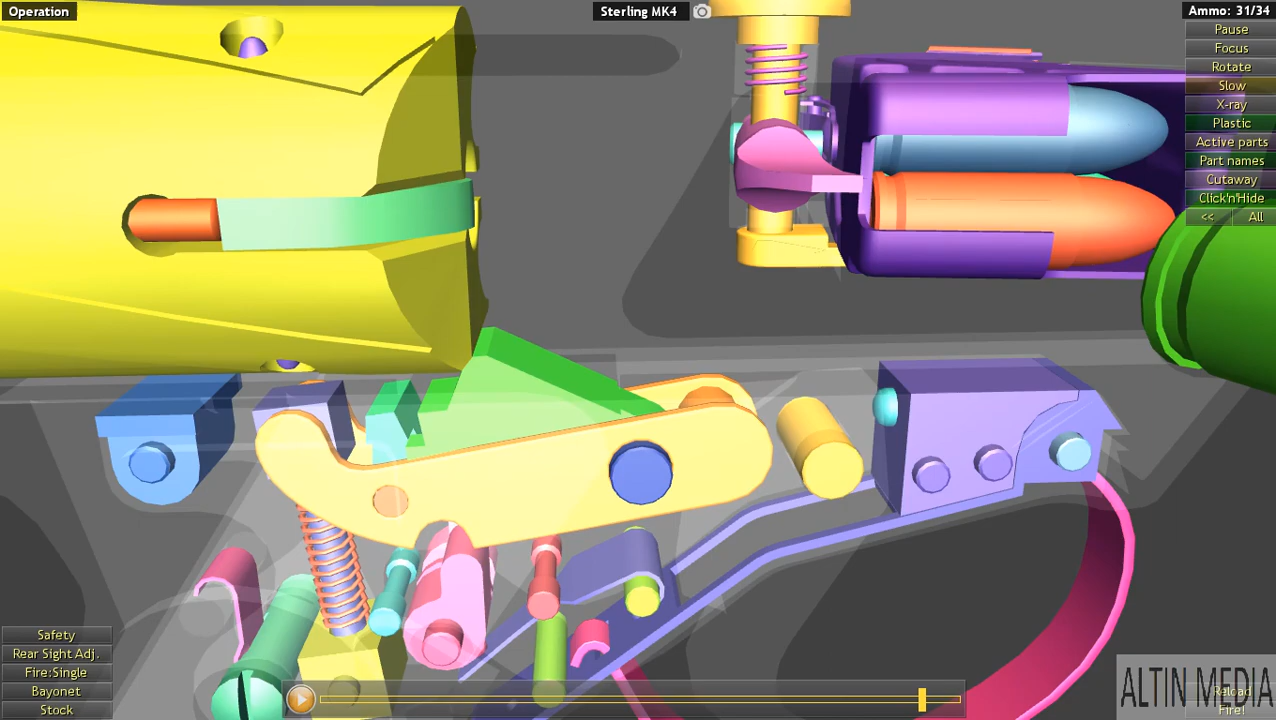 Operation
Sterling MK4
Ammo: 31/34
Pause
Focus
Rotate
Slow
X-ray
Plastic
Active parts
Part names
Cutaway
Click'n'Hide
<< All
Safety
Rear Sight Adj.
Fire:Single
Bayonet
Stock
ALTIN MEDIA
Reload
Fire!